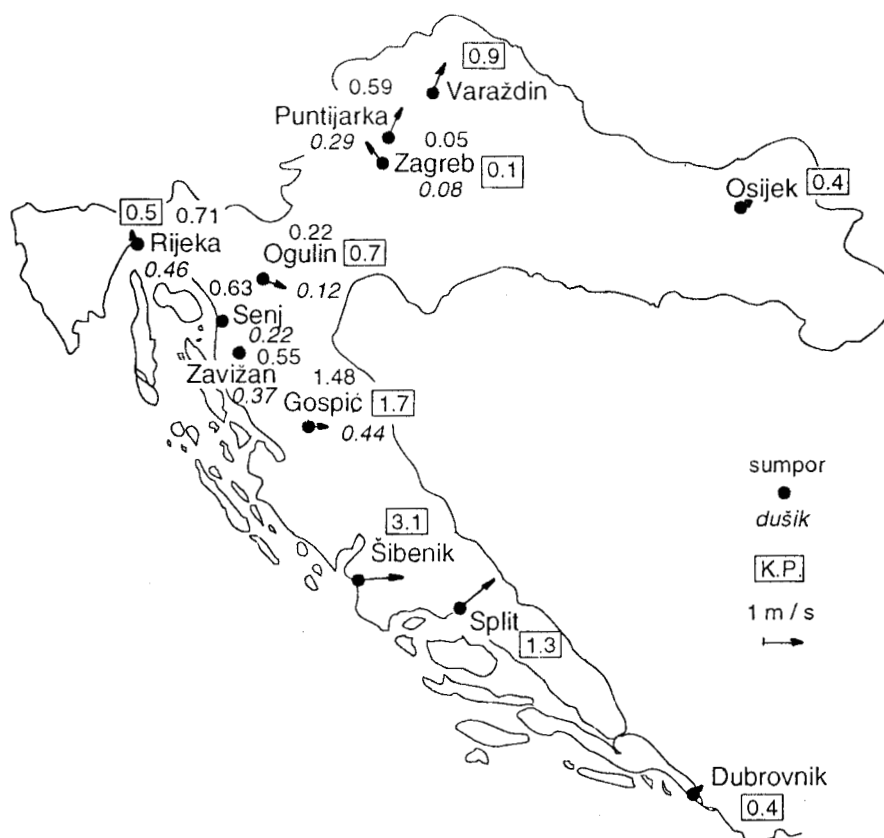 0.9
0.59
Varaždin
Puntijarka
0.29
0.05
Zagreb
0.1
0.08
Osijek
0.4
0.5
0.71
Rijeka
0.46
0.22
Ogulin
0.7
0.12
0.63
Senj
0.22
0.55
Zavižan
0.37
1.48
Gospić
1.7
0.44
sumpor
dušik
3.1
Šibenik
K.P.
1 m / s
Split
1.3
Dubrovnik
0.4